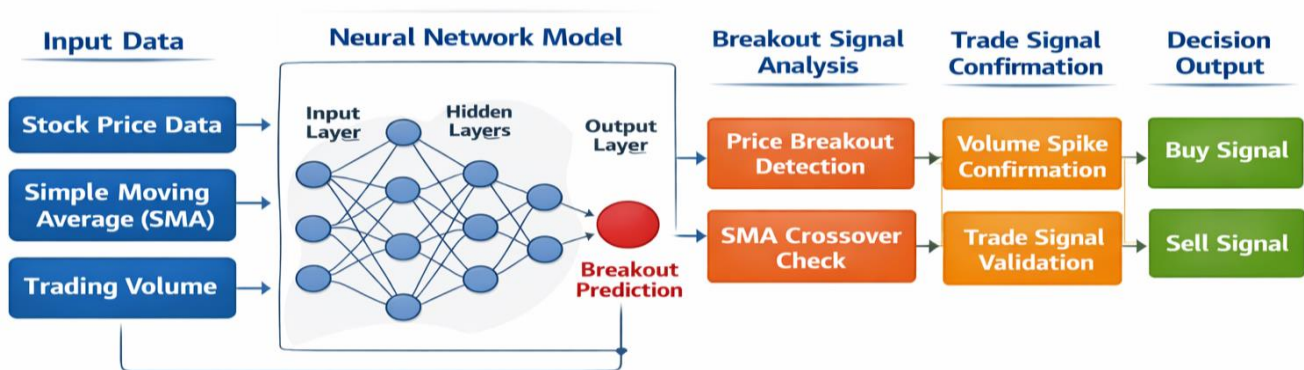 Input Data
Neural Network Model
Breakout Signal
Analysis
Trade Signal
Confirmation
Decision
Output
Stock Price Data
Simple Moving
Average (SMA)
Trading Volume
Input
Layer
Hidden
Layers
Output
Layer
Breakout
Prediction
Price Breakout
Detection
SMA Crossover
Check
Volume Spike
Confirmation
Trade Signal
Validation
Buy Signal
Sell Signal